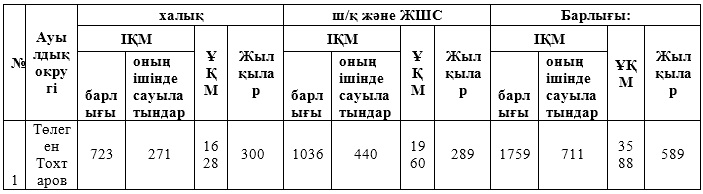 халық ш/қ және ЖШС Барлығы:
№ Ауылдық округі ІҚМ ҰҚМ Жылқылар ІҚМ ҰҚМ Жылқылар ІҚМ ҰҚМ Жылқылар
барлығы оның ішінде сауылатындар барлығы оның ішінде сауылатындар барлығы оның ішінде сауылатындар
1 Төлеген Тохтаров 723 271 1628 300 1036 440 1960 289 1759 711 3588 589